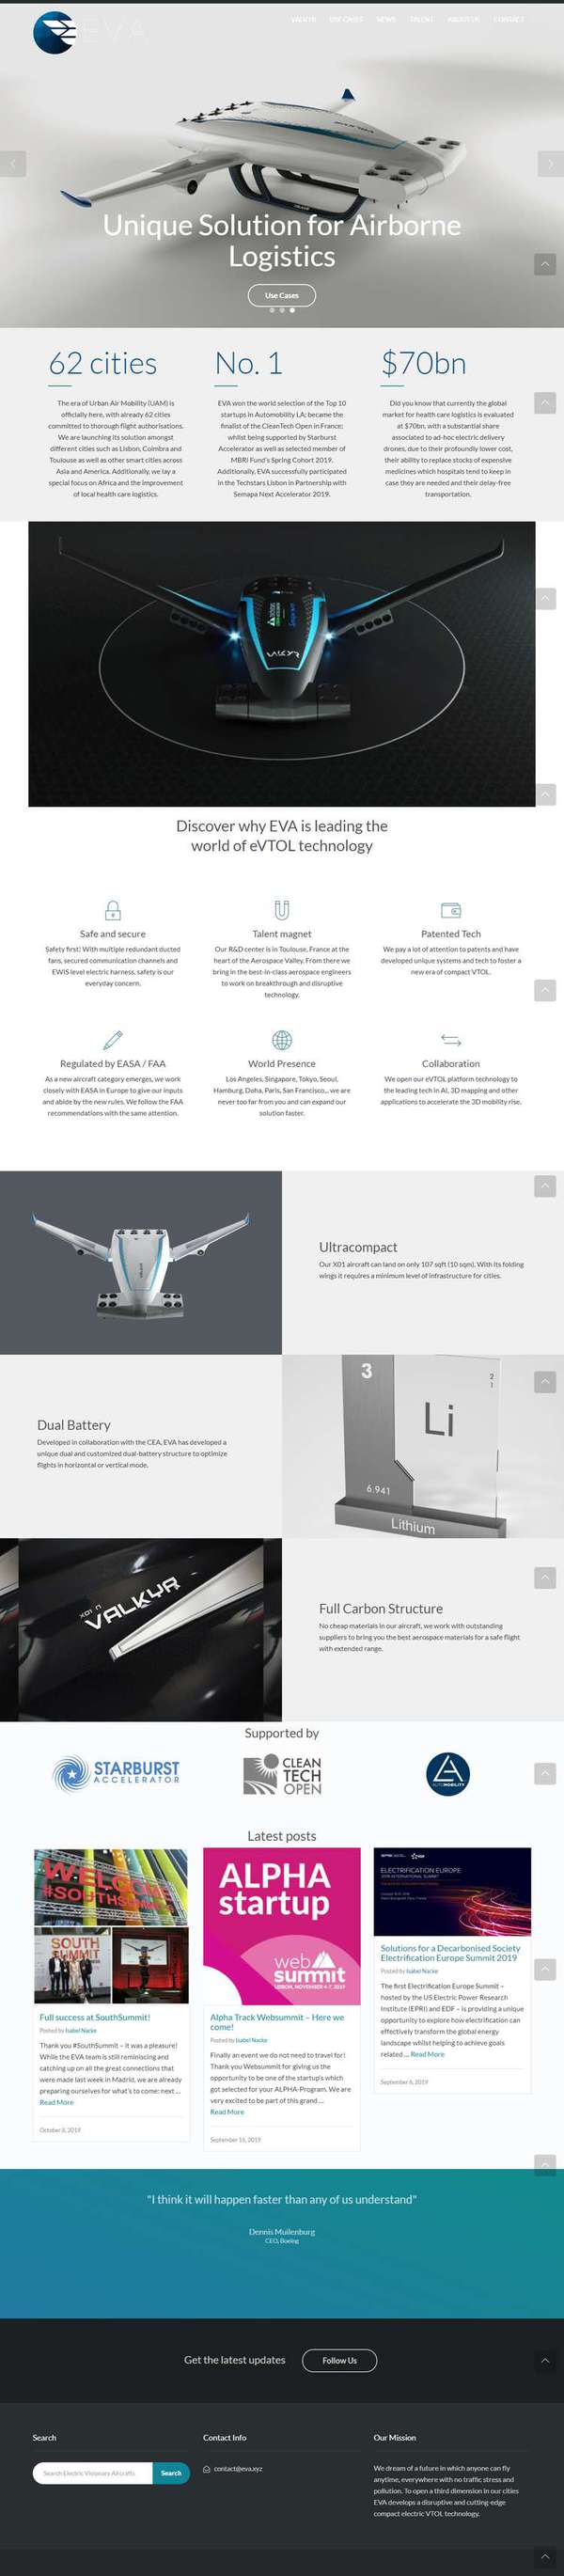 EVA
VALKYR USE CASES NEWS TALON ABOUT US CONTACT
Unique Solution for Airborne
Logistics
Use Cases
62 cities
The era of Urban Air Mobility (UAM) is
officially here, with already 62 cities
committed to thorough flight authorisations.
We are launching its solution amongst
different cities such as Lisbon, Coimbra and
Toulouse as well as other smart cities across
Asia and America. Additionally, we lay a
special focus on Africa and the improvement
of local health care logistics.
No. 1
EVA won the world selection of the Top 10
startups in Automobility LA; became the
finalist of the CleanTech Open in France;
whilst being supported by Starburst
Accelerator as well as selected member of
MBRI Fund's Spring Cohort 2019.
Additionally, EVA successfully participated
in the Techstars Lisbon in Partnership with
Semapa Next Accelerator 2019.
$70bn
Did you know that currently the global
market for health care logistics is evaluated
at $70bn, with a substantial share
associated to ad-hoc electric delivery
drones, due to their profoundly lower cost,
their ability to replace stocks of expensive
medicines which hospitals tend to keep in
case they are needed and their delay-free
transportation.
VALKYR
Discover why EVA is leading the
world of eVTOL technology
Safe and secure
Safety first! With multiple redundant ducted
fans, secured communication channels and
EWIS level electric harness, safety is our
everyday concern.
Talent magnet
Our R&D center is in Toulouse, France at the
heart of the Aerospace Valley. From there we
bring in the best-in-class aerospace engineers
to work on breakthrough and disruptive
technology.
Patented Tech
We pay a lot of attention to patents and have
developed unique systems and tech to foster a
new era of compact VTOL.
Regulated by EASA / FAA
As a new aircraft category emerges, we work
closely with EASA in Europe to give our inputs
and abide by the new rules. We follow the FAA
recommendations with the same attention.
World Presence
Los Angeles, Singapore, Tokyo, Seoul,
Hamburg, Doha, Paris, San Francisco... we are
never too far from you and can expand our
solution faster.
Collaboration
We open our eVTOL platform technology to
the leading tech in AI, 3D mapping and other
applications to accelerate the 3D mobility rise.
Ultracompact
Our X01 aircraft can land on only 107 sqft (10 sqm). With its folding
wings it requires a minimum level of infrastructure for cities.
Dual Battery
Developed in collaboration with the CEA, EVA has developed a
unique dual and customized dual-battery structure to optimize
flights in horizontal or vertical mode.
3
2
1
Li
6.941
Lithium
X01
VALKYR
Full Carbon Structure
No cheap materials in our aircraft, we work with outstanding
suppliers to bring you the best aerospace materials for a safe flight
with extended range.
Supported by
STARBURST
ACCELERATOR
CLEAN
TECH
OPEN
AUTOMOBILITY
Latest posts
SOUTH
SUMMIT
Full success at SouthSummit!
Posted by Isabel Nacke
Thank you #SouthSummit – it was a pleasure!
While the EVA team is still reminiscing and
catching up on all the great connections that
were made last week in Madrid, we are already
preparing ourselves for what's to come: next ...
Read More
October 8, 2019
ALPHA
startup
web
summit
LISBON, NOVEMBER 4-7, 2019
Alpha Track Websummit – Here we
come!
Posted by Isabel Nacke
Finally an event we do not need to travel for!
Thank you Websummit for giving us the
opportunity to be one of the startup's which
got selected for your ALPHA-Program. We are
very excited to be part of this grand ...
Read More
September 16, 2019
ELECTRIFICATION EUROPE
Solutions for a Decarbonised Society
Electrification Europe Summit 2019
Posted by Isabel Nacke
The first Electrification Europe Summit –
hosted by the US Electric Power Research
Institute (EPRI) and EDF – is providing a unique
opportunity to explore how electrification can
effectively transform the global energy
landscape whilst helping to achieve goals
related ... Read More
September 6, 2019
"I think it will happen faster than any of us understand"
Dennis Muilenburg
CEO, Boeing
Get the latest updates
Follow Us
Search
Search Electric Visionary Aircrafts
Search
Contact Info
contact@eva.xyz
Our Mission
We dream of a future in which anyone can fly
anytime, everywhere with no traffic stress and
pollution. To open a third dimension in our cities
EVA develops a disruptive and cutting-edge
compact electric VTOL technology.